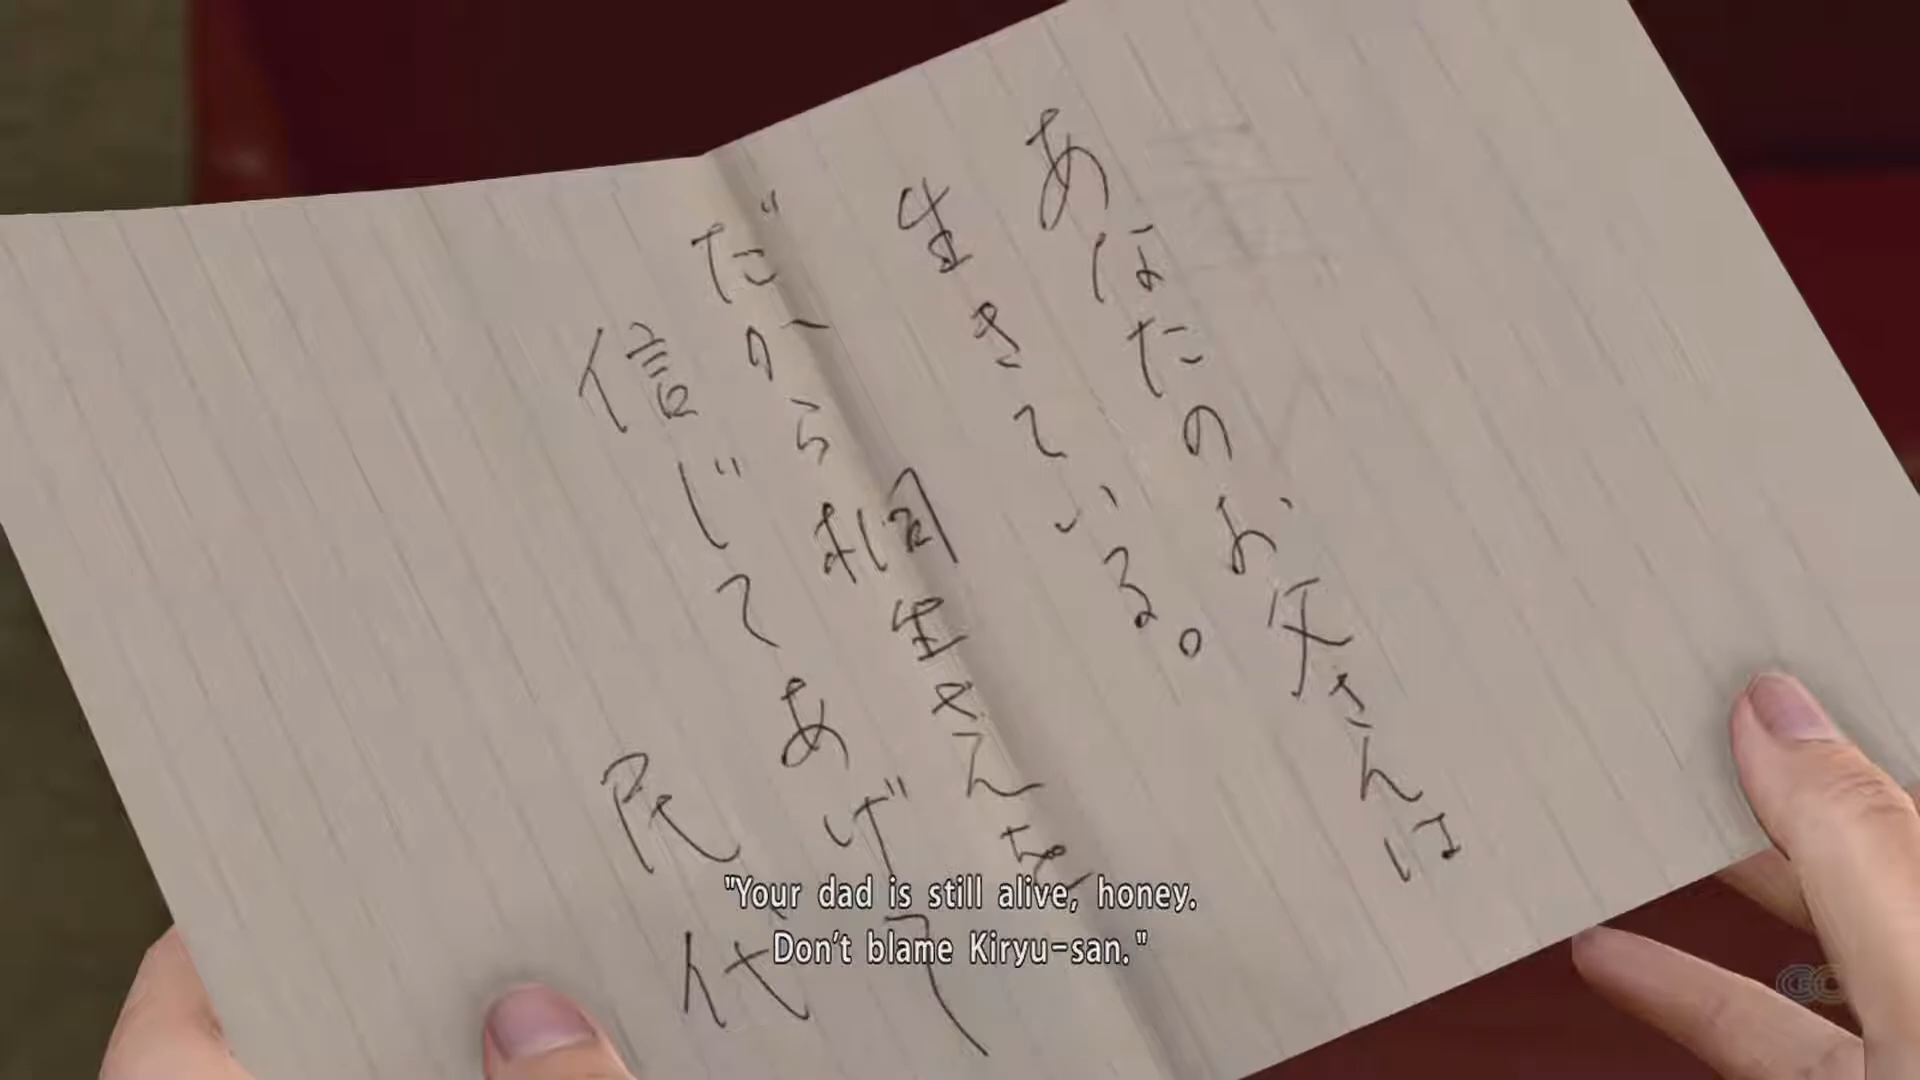 あなたのお父さんは
生きている。
だから桐生さんを
信じてあげて
民代
"Your dad is still alive, honey.
Don't blame Kiryu-san."